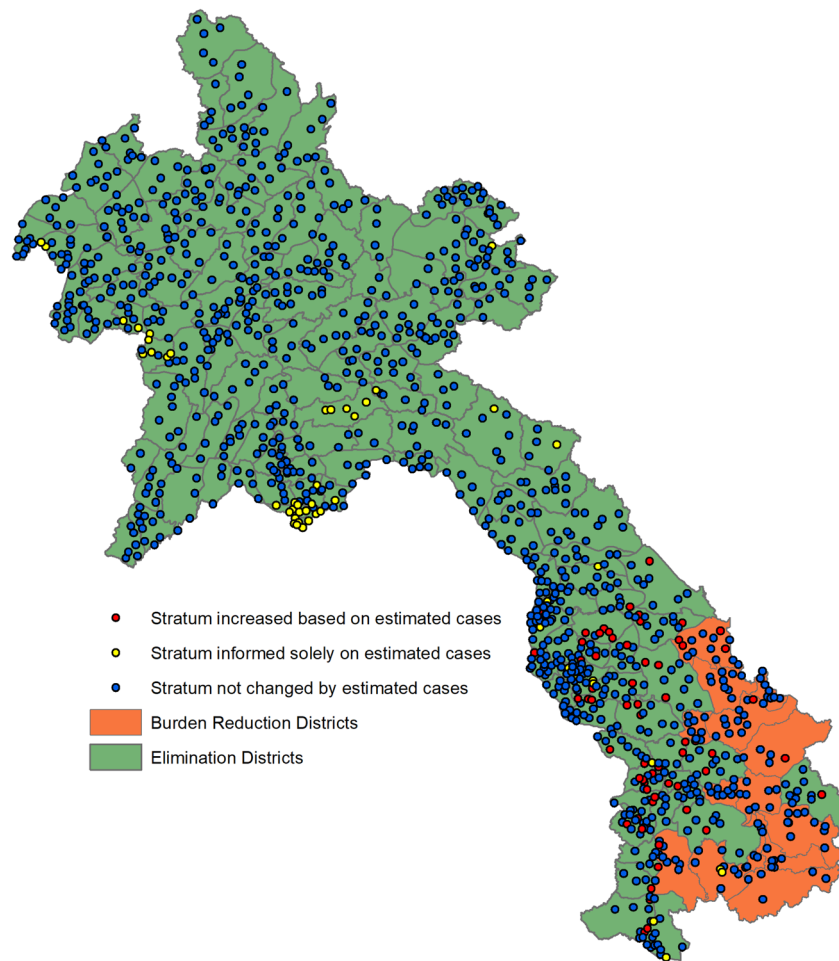 Stratum increased based on estimated cases
Stratum informed solely on estimated cases
Stratum not changed by estimated cases
Burden Reduction Districts
Elimination Districts